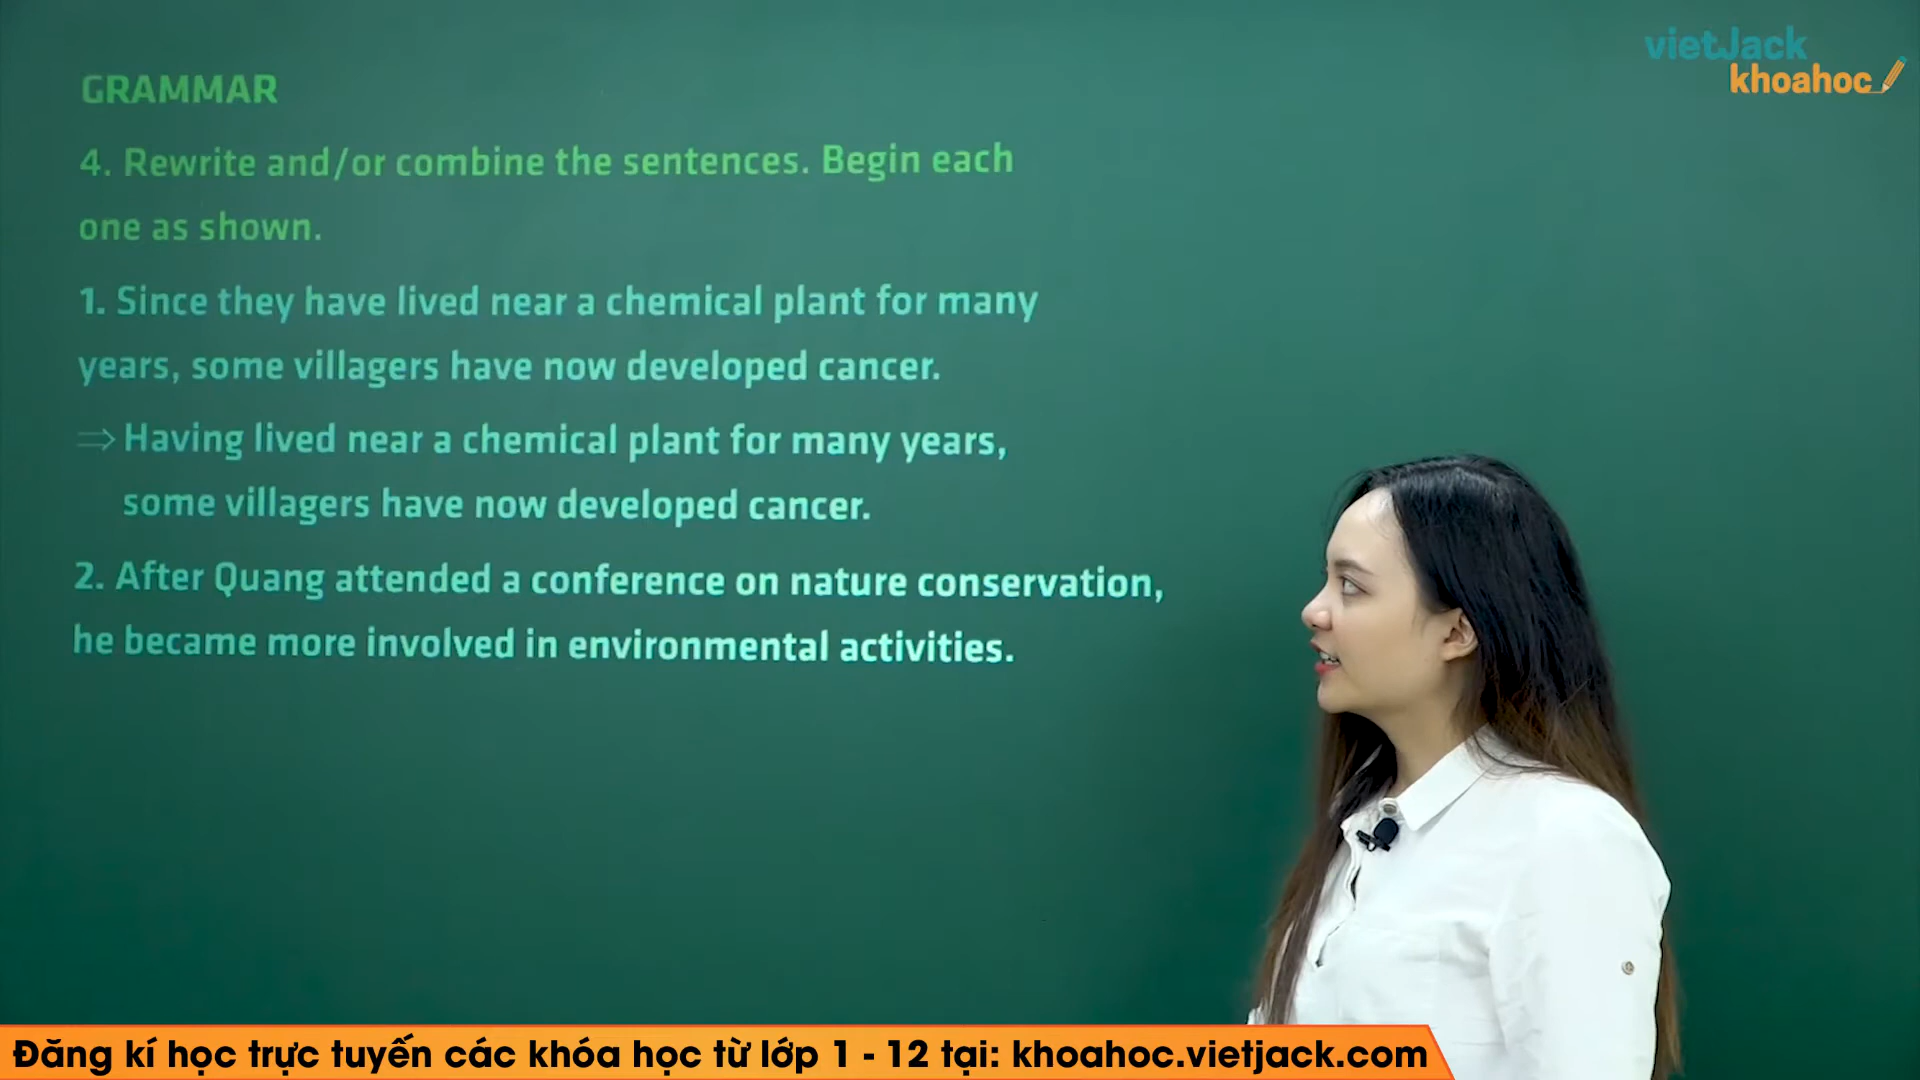 vietJack
khoahoc
GRAMMAR
4. Rewrite and/or combine the sentences. Begin each
one as shown.
1. Since they have lived near a chemical plant for many
years, some villagers have now developed cancer.
⇒ Having lived near a chemical plant for many years,
some villagers have now developed cancer.
2. After Quang attended a conference on nature conservation,
he became more involved in environmental activities.
Đăng kí học trực tuyến các khóa học từ lớp 1 - 12 tại: khoahoc.vietjack.com